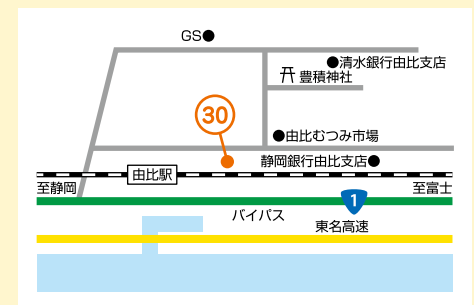 GS●
●清水銀行由比支店
豊積神社
30
●由比むつみ市場
静岡銀行由比支店●
由比駅
至静岡
至富士
1
バイパス
東名高速